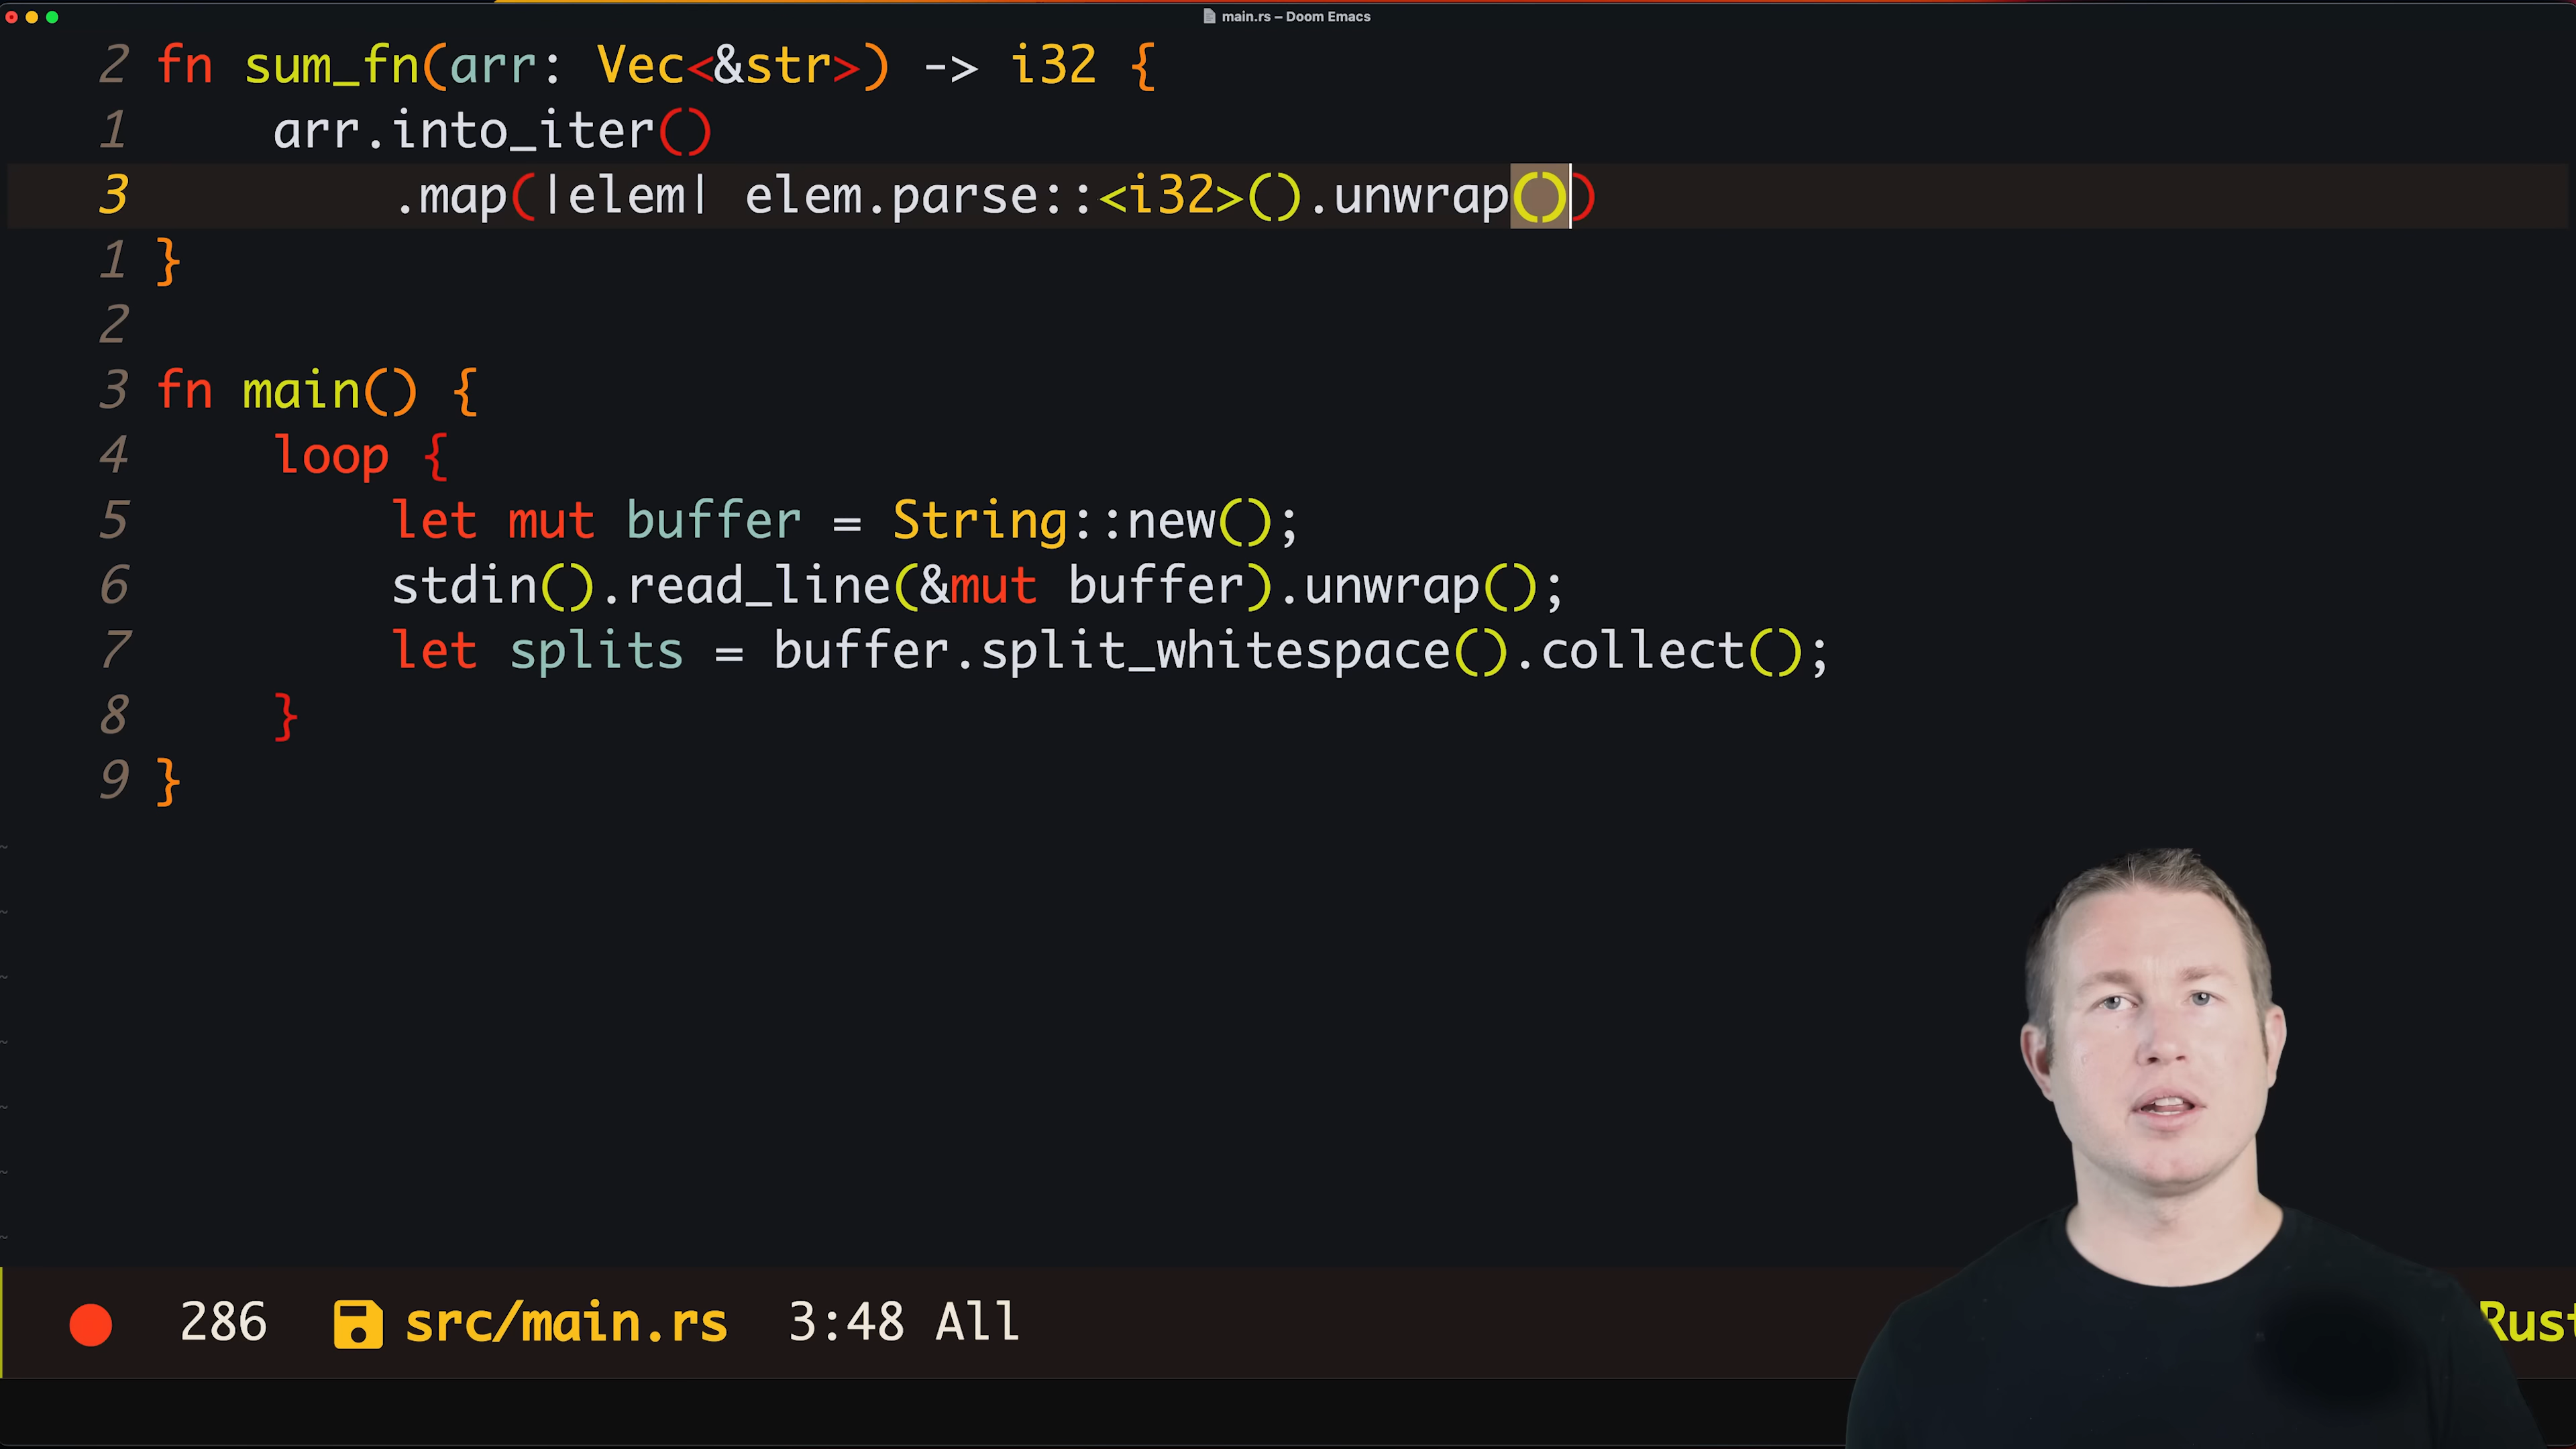 main.rs – Doom Emacs
2 fn sum_fn(arr: Vec<&str>) -> i32 {
1 arr.into_iter()
3 .map(|elem| elem.parse::<i32>().unwrap())
1 }
2
3 fn main() {
4 loop {
5 let mut buffer = String::new();
6 stdin().read_line(&mut buffer).unwrap();
7 let splits = buffer.split_whitespace().collect();
8 }
9 }
~
~
~
~
~
~
~
286 src/main.rs 3:48 All Rust